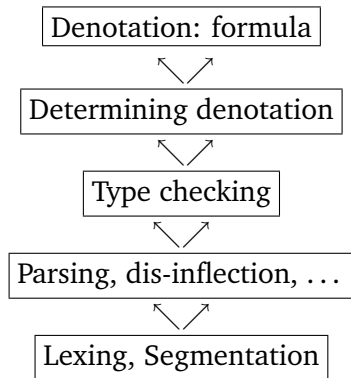 Denotation: formula
Determining denotation
Type checking
Parsing, dis-inflection, . . .
Lexing, Segmentation